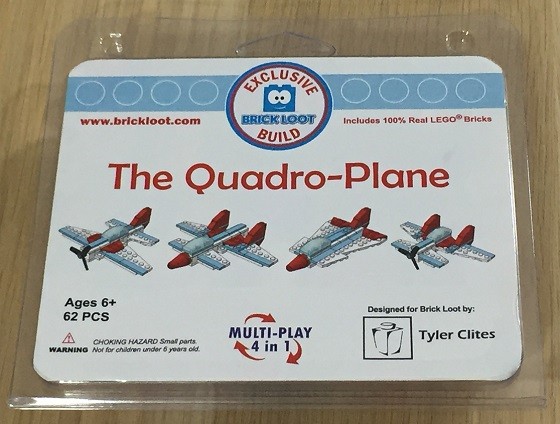 EXCLUSIVE
BRICK LOOT
BUILD
www.brickloot.com
Includes 100% Real LEGO® Bricks
The Quadro-Plane
Ages 6+
62 PCS
WARNING
CHOKING HAZARD Small parts.
Not for children under 6 years old.
MULTI-PLAY
4 in 1
Designed for Brick Loot by:
Tyler Clites